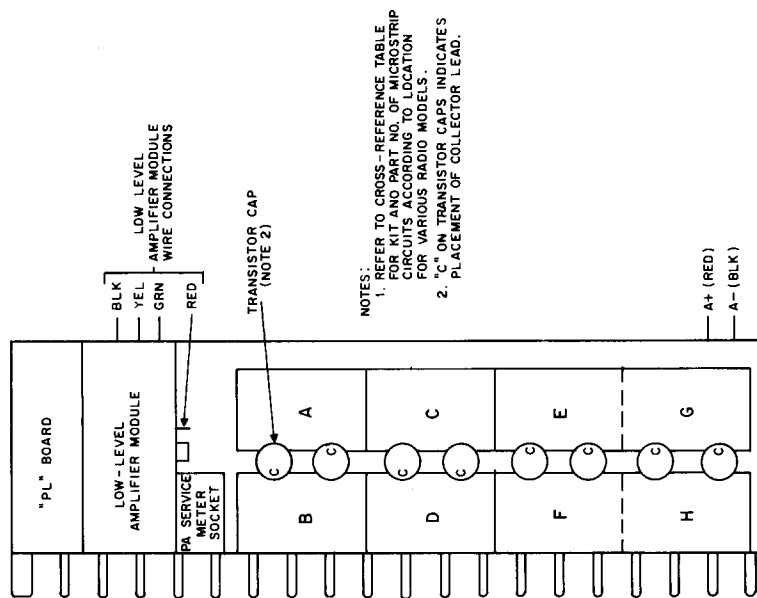 "PL" BOARD
LOW-LEVEL
AMPLIFIER MODULE
PA SERVICE
METER
SOCKET
BLK
YEL
GRN
RED
LDW LEVEL
AMPLIFIER MODULE
WIRE CONNECTIONS
TRANSISTOR CAP
(NOTE 2)
A
C
E
G
C
C
C
C
C
C
C
C
B
D
F
H
NOTES:
1. REFER TO CROSS-REFERENCE TABLE
FOR KIT AND PART NO. OF MICROSTRIP
CIRCUITS ACCORDING TO LDCATION
FOR VARIOUS RADIO MODELS.
2. "C" ON TRANSISTOR CAPS INDICATES
PLACEMENT OF COLLECTOR LEAD.
A+ (RED)
A- (BLK)